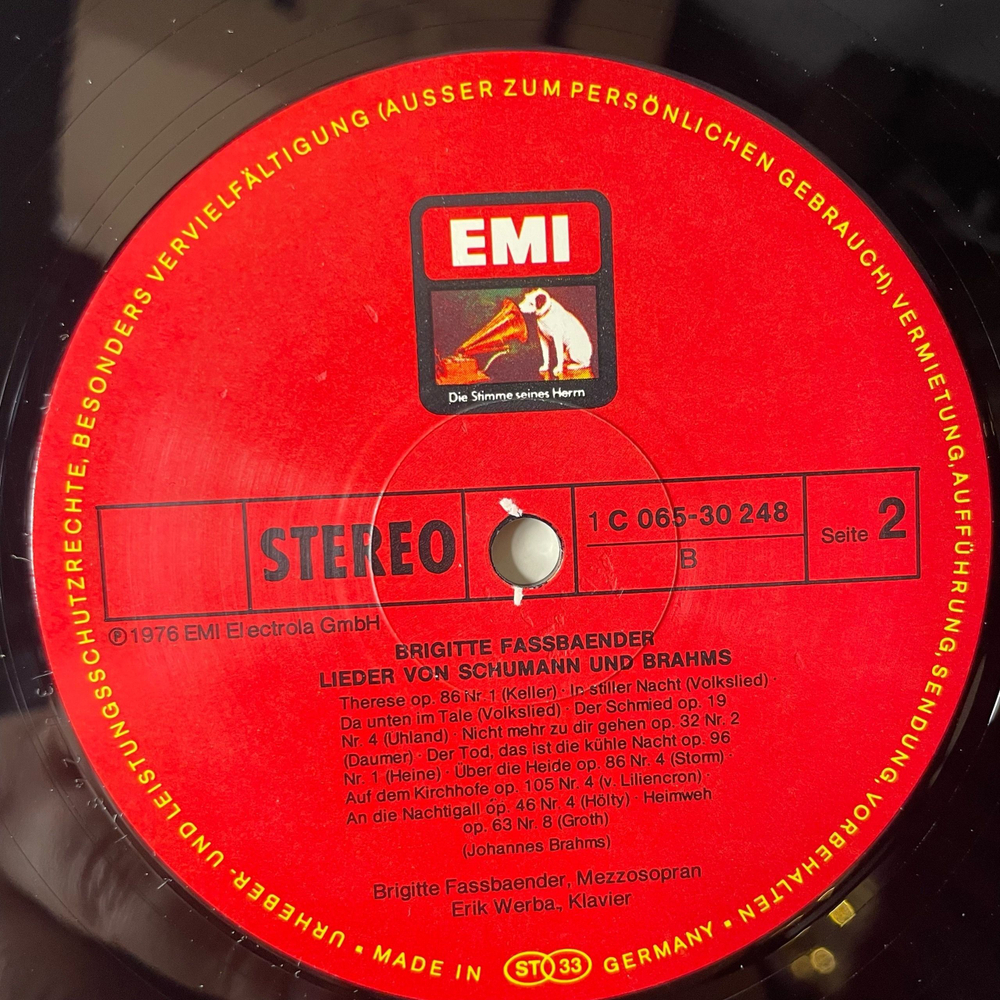 URHEBER- UND LEISTUNGSSCHUTZRECHTE, BESONDERS VERVIELFÄLTIGUNG (AUSSER ZUM PERSÖNLICHEN GEBRAUCH), VERMIETUNG, AUFFÜHRUNG, SENDUNG, VORBEHALTEN
EMI
Die Stimme seines Herrn
STEREO
1 C 065-30 248
B
Seite 2
℗ 1976 EMI Electrola GmbH
BRIGITTE FASSBAENDER
LIEDER VON SCHUMANN UND BRAHMS
Therese op. 86 Nr 1 (Keller) · In stiller Nacht (Volkslied) ·
Da unten im Tale (Volkslied) · Der Schmied op. 19
Nr. 4 (Uhland) · Nicht mehr zu dir gehen op. 32 Nr. 2
(Daumer) · Der Tod, das ist die kühle Nacht op. 96
Nr. 1 (Heine) · Über die Heide op. 86 Nr. 4 (Storm) ·
Auf dem Kirchhofe op. 105 Nr. 4 (v. Liliencron) ·
An die Nachtigall op. 46 Nr. 4 (Hölty) · Heimweh
op. 63 Nr. 8 (Groth)
(Johannes Brahms)
Brigitte Fassbaender, Mezzosopran
Erik Werba, Klavier
MADE IN ST 33 GERMANY